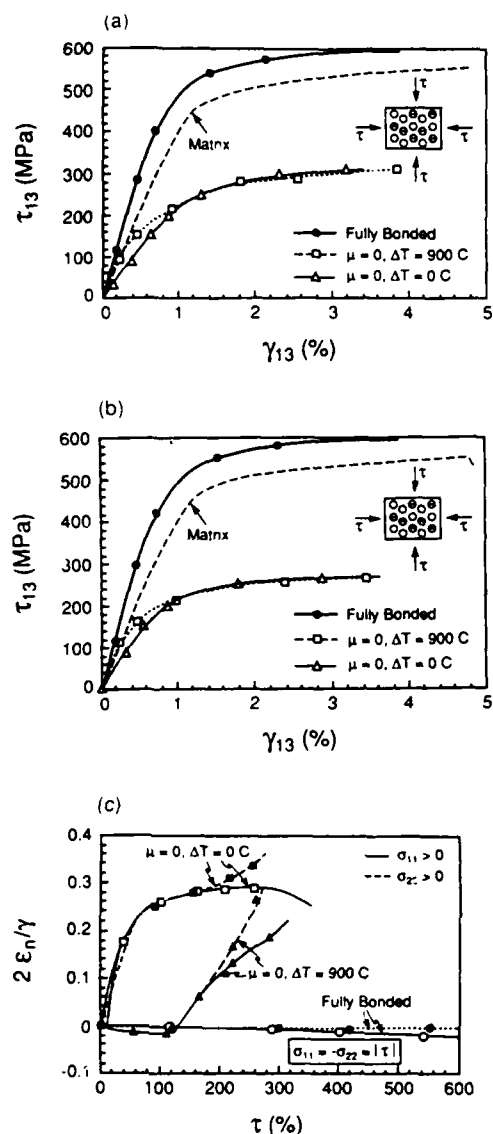 (a)
600
500
400
300
200
100
0
τ13 (MPa)
Matrix
τ
τ τ
τ
Fully Bonded
μ = 0, ΔT = 900 C
μ = 0, ΔT = 0 C
0 1 2 3 4 5
γ13 (%)
(b)
600
500
400
300
200
100
0
τ13 (MPa)
Matrix
τ
τ τ
τ
Fully Bonded
μ = 0, ΔT = 900 C
μ = 0, ΔT = 0 C
0 1 2 3 4 5
γ13 (%)
(c)
0.4
0.3
0.2
0.1
0
-0.1
2 εn/γ
μ = 0, ΔT = 0 C
σ11 > 0
σ22 > 0
μ = 0, ΔT = 900 C
Fully Bonded
σ11 = -σ22 = |τ|
0 100 200 300 400 500 600
τ (%)